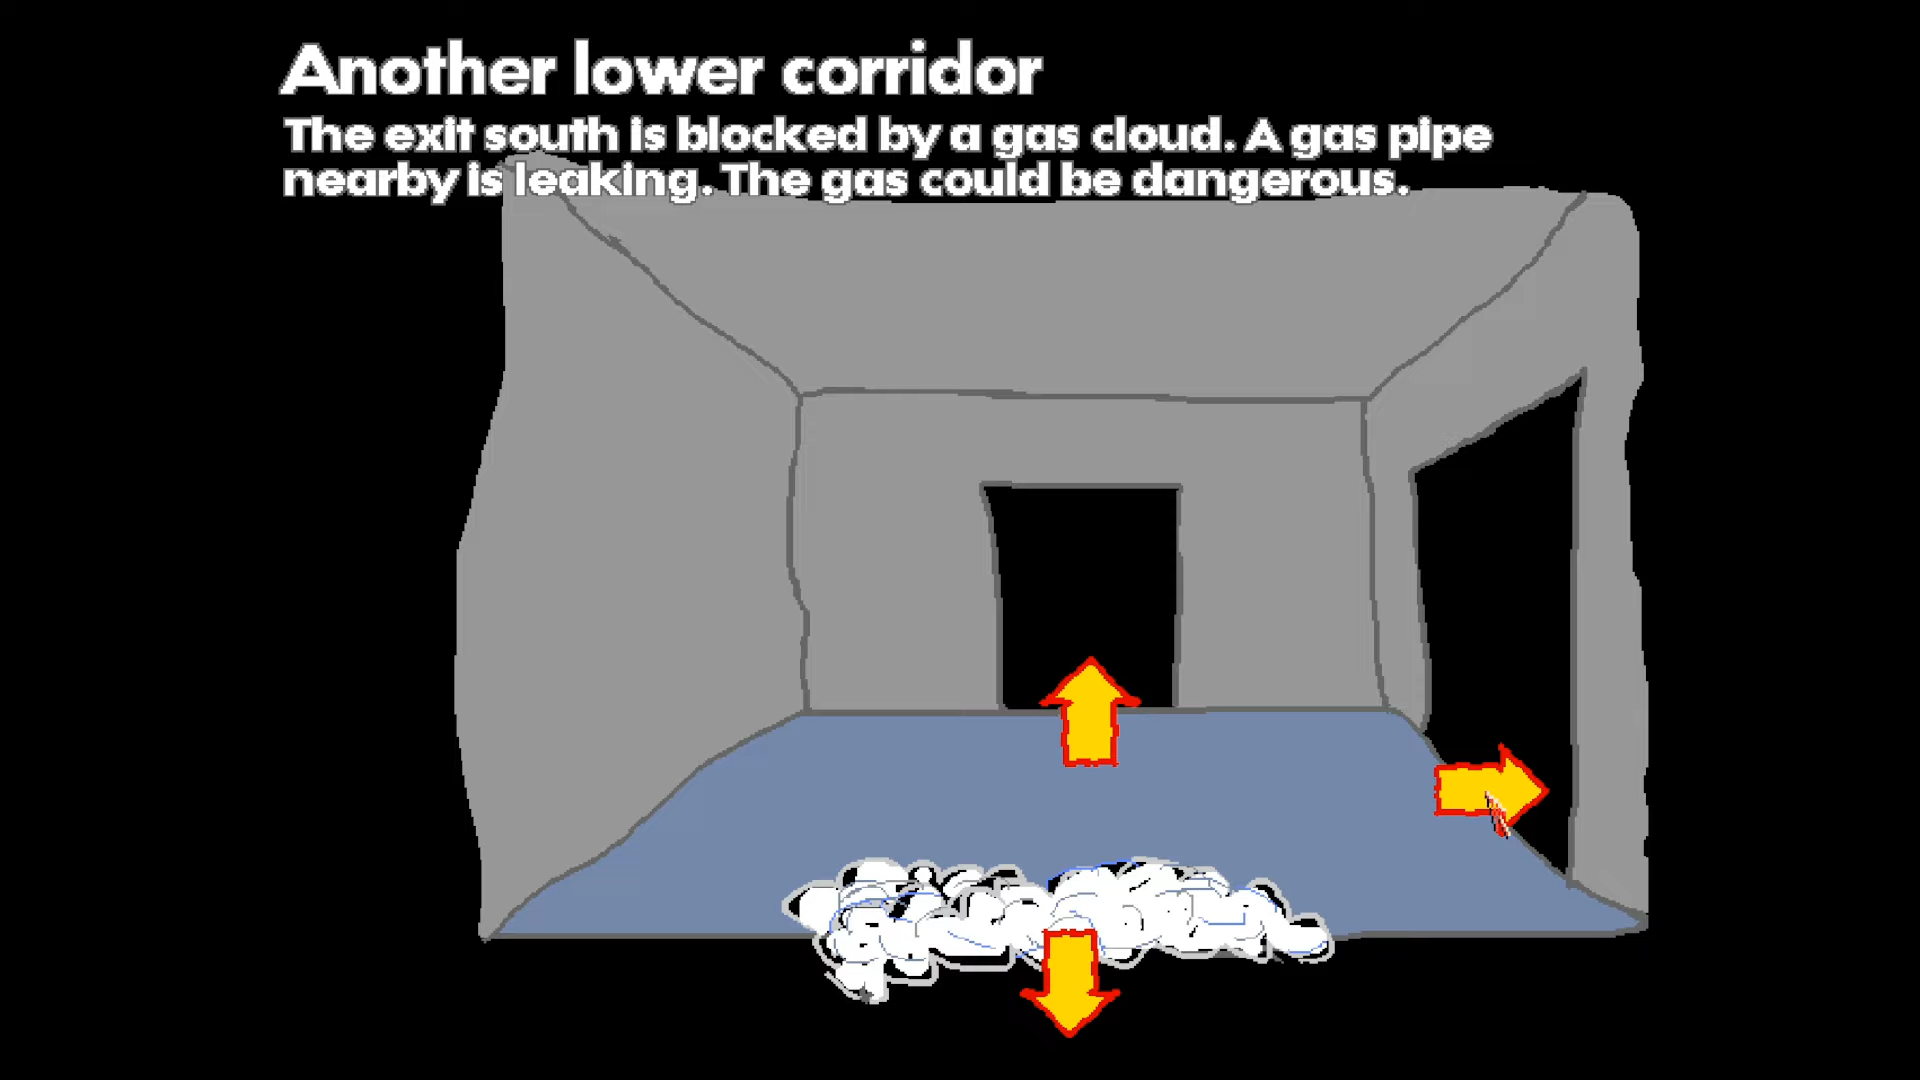 Another lower corridor
The exit south is blocked by a gas cloud. A gas pipe
nearby is leaking. The gas could be dangerous.